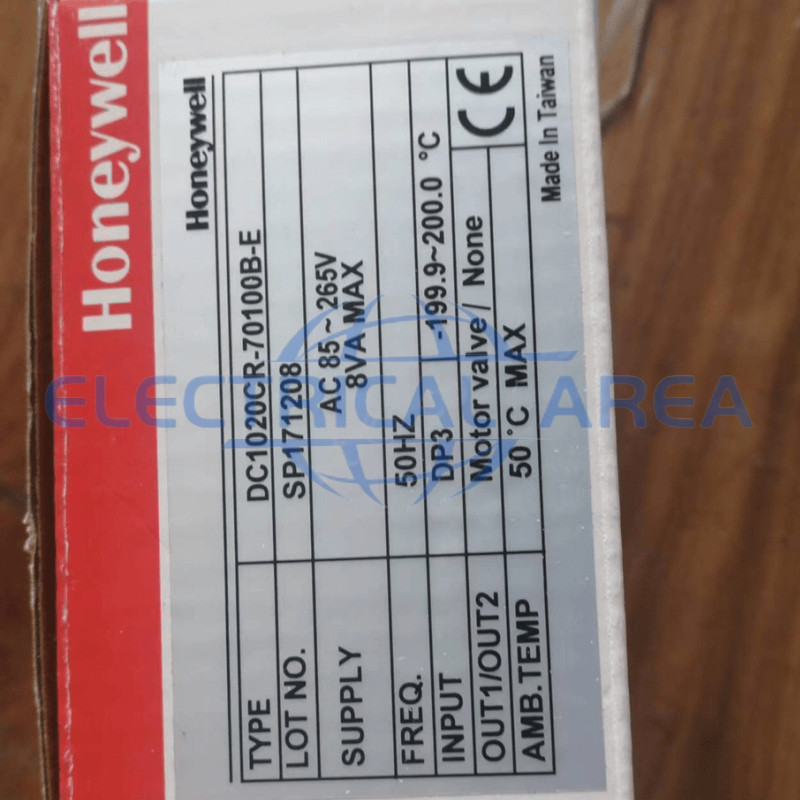 Honeywell
Honeywell
TYPE DC1020CR-70100B-E
LOT NO. SP171208
SUPPLY AC 85 ~ 265V
8VA MAX
FREQ. 50HZ
INPUT DP3 -199.9~200.0 °C
OUT1/OUT2 Motor valve / None
AMB.TEMP 50 °C MAX
CE
Made In Taiwan
ELECTRICAL AREA